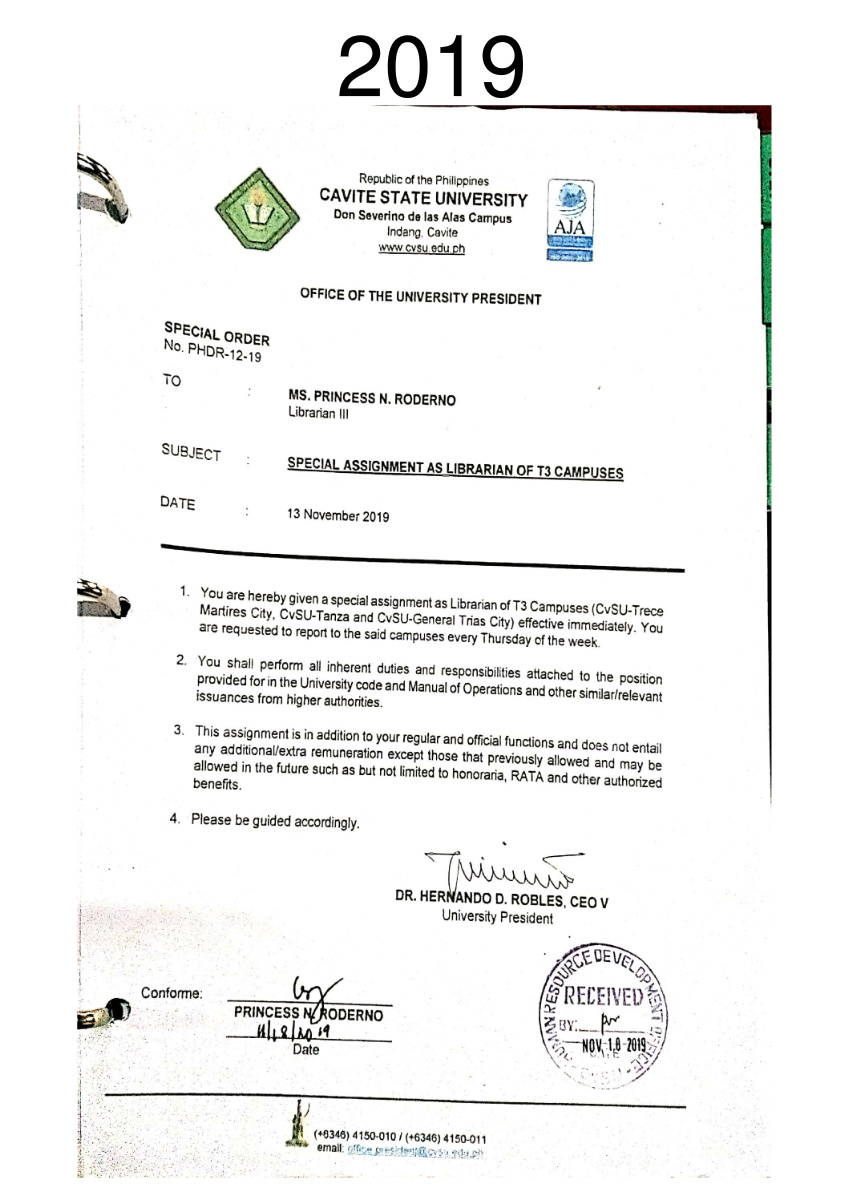 2019
Republic of the Philippines
CAVITE STATE UNIVERSITY
Don Severino de las Alas Campus
Indang, Cavite
www.cvsu.edu.ph
AJA
OFFICE OF THE UNIVERSITY PRESIDENT
SPECIAL ORDER
No. PHDR-12-19
TO :
MS. PRINCESS N. RODERNO
Librarian III
SUBJECT : SPECIAL ASSIGNMENT AS LIBRARIAN OF T3 CAMPUSES
DATE : 13 November 2019
1. You are hereby given a special assignment as Librarian of T3 Campuses (CvSU-Trece
Martires City, CvSU-Tanza and CvSU-General Trias City) effective immediately. You
are requested to report to the said campuses every Thursday of the week.
2. You shall perform all inherent duties and responsibilities attached to the position
provided for in the University code and Manual of Operations and other similar/relevant
issuances from higher authorities.
3. This assignment is in addition to your regular and official functions and does not entail
any additional/extra remuneration except those that previously allowed and may be
allowed in the future such as but not limited to honoraria, RATA and other authorized
benefits.
4. Please be guided accordingly.
DR. HERNANDO D. ROBLES, CEO V
University President
Conforme:
PRINCESS N. RODERNO
11/18/2019
Date
HUMAN RESOURCE DEVELOPMENT OFFICE
RECEIVED
BY:
NOV 18 2019
(+6346) 4150-010 / (+6346) 4150-011
email: office.president@cvsu.edu.ph